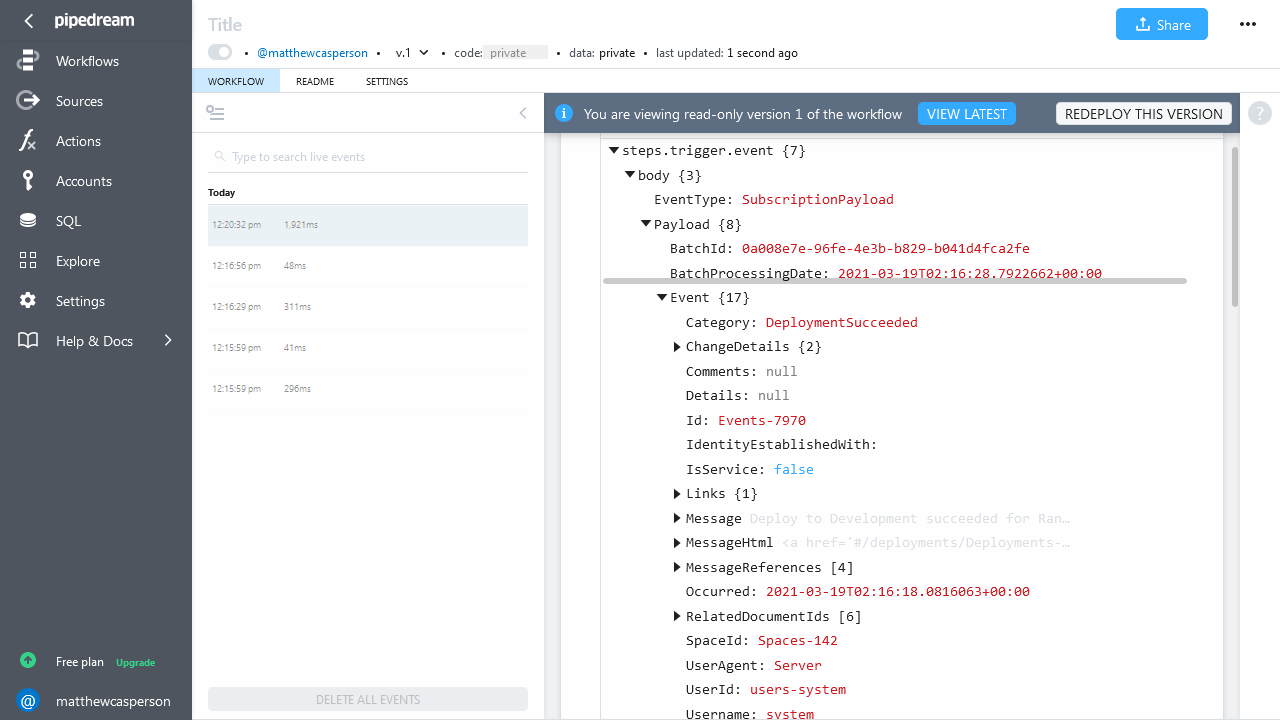 pipedream
Workflows
Sources
Actions
Accounts
SQL
Explore
Settings
Help & Docs
Free plan Upgrade
@ matthewcasperson
Title
Share
• @matthewcasperson • v.1 • code: private • data: private • last updated: 1 second ago
WORKFLOW README SETTINGS
Type to search live events
Today
12:20:32 pm 1,921ms
12:16:56 pm 48ms
12:16:29 pm 311ms
12:15:59 pm 41ms
12:15:59 pm 296ms
DELETE ALL EVENTS
You are viewing read-only version 1 of the workflow VIEW LATEST REDEPLOY THIS VERSION ?
steps.trigger.event {7}
body {3}
EventType: SubscriptionPayload
Payload {8}
BatchId: 0a008e7e-96fe-4e3b-b829-b041d4fca2fe
BatchProcessingDate: 2021-03-19T02:16:28.7922662+00:00
Event {17}
Category: DeploymentSucceeded
ChangeDetails {2}
Comments: null
Details: null
Id: Events-7970
IdentityEstablishedWith:
IsService: false
Links {1}
Message Deploy to Development succeeded for Ran…
MessageHtml <a href='#/deployments/Deployments-…
MessageReferences [4]
Occurred: 2021-03-19T02:16:18.0816063+00:00
RelatedDocumentIds [6]
SpaceId: Spaces-142
UserAgent: Server
UserId: users-system
Username: system